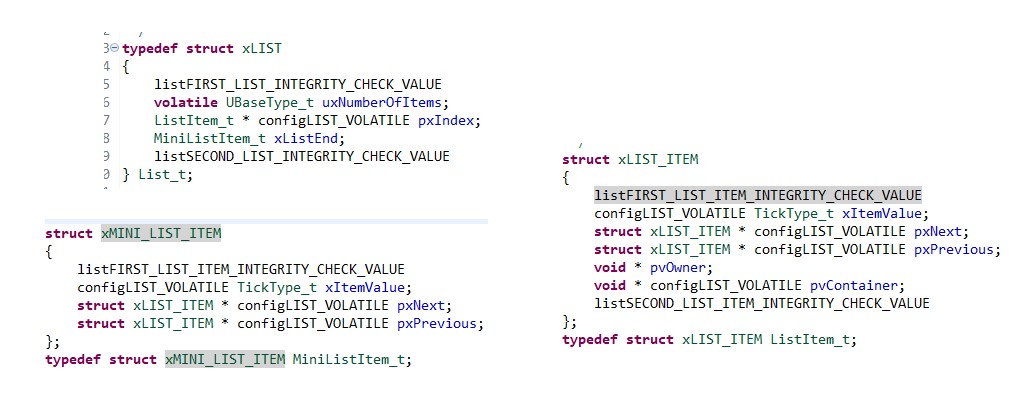 3 typedef struct xLIST
4 {
5 listFIRST_LIST_INTEGRITY_CHECK_VALUE
6 volatile UBaseType_t uxNumberOfItems;
7 ListItem_t * configLIST_VOLATILE pxIndex;
8 MiniListItem_t xListEnd;
9 listSECOND_LIST_INTEGRITY_CHECK_VALUE
0 } List_t;
struct xMINI_LIST_ITEM
{
listFIRST_LIST_ITEM_INTEGRITY_CHECK_VALUE
configLIST_VOLATILE TickType_t xItemValue;
struct xLIST_ITEM * configLIST_VOLATILE pxNext;
struct xLIST_ITEM * configLIST_VOLATILE pxPrevious;
};
typedef struct xMINI_LIST_ITEM MiniListItem_t;
struct xLIST_ITEM
{
listFIRST_LIST_ITEM_INTEGRITY_CHECK_VALUE
configLIST_VOLATILE TickType_t xItemValue;
struct xLIST_ITEM * configLIST_VOLATILE pxNext;
struct xLIST_ITEM * configLIST_VOLATILE pxPrevious;
void * pvOwner;
void * configLIST_VOLATILE pvContainer;
listSECOND_LIST_ITEM_INTEGRITY_CHECK_VALUE
};
typedef struct xLIST_ITEM ListItem_t;